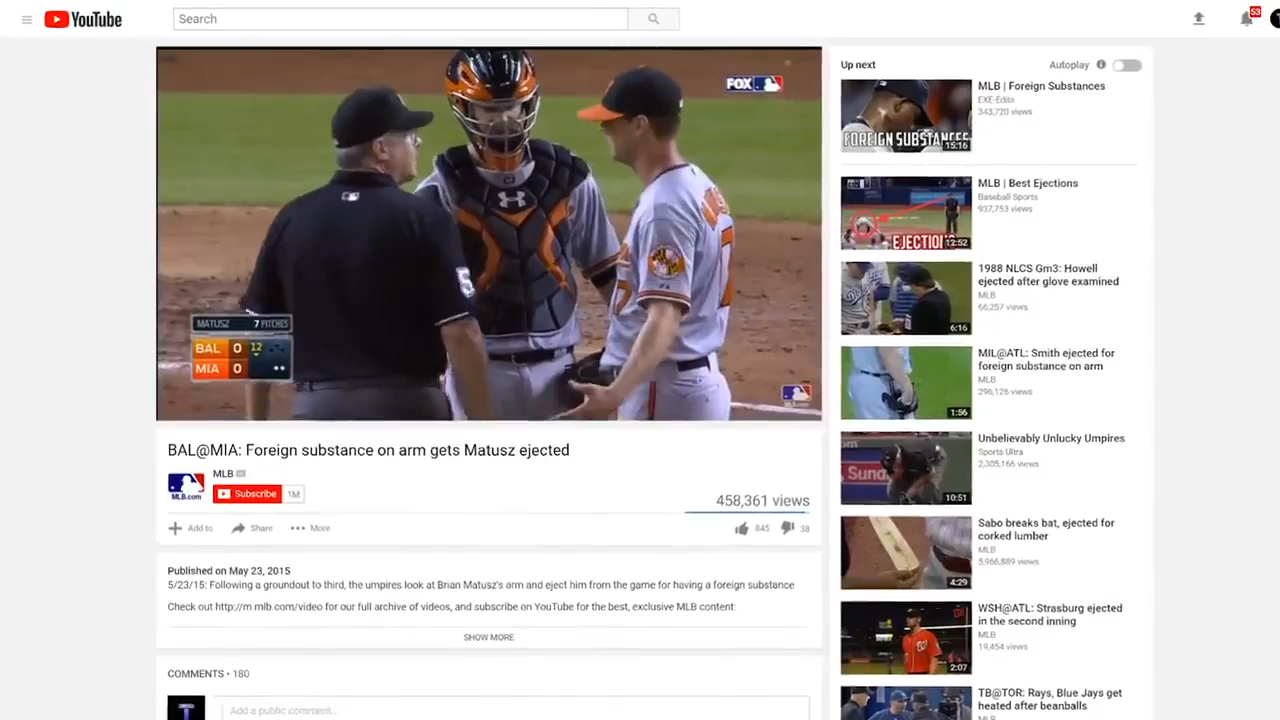 YouTube
Search
53
FOX
MATUSZ 7 PITCHES
BAL 0 12
MIA 0
5
MLB.com
BAL@MIA: Foreign substance on arm gets Matusz ejected
MLB
MLB.com
Subscribe 1M
458,361 views
Add to Share More
845 38
Published on May 23, 2015
5/23/15: Following a groundout to third, the umpires look at Brian Matusz's arm and eject him from the game for having a foreign substance
Check out http://m.mlb.com/video for our full archive of videos, and subscribe on YouTube for the best, exclusive MLB content:
SHOW MORE
COMMENTS • 180
Add a public comment...
Up next
Autoplay
FOREIGN SUBSTANCES
15:16
MLB | Foreign Substances
EXE-Edits
343,720 views
EJECTION
12:52
MLB | Best Ejections
Baseball Sports
937,753 views
6:16
1988 NLCS Gm3: Howell
ejected after glove examined
MLB
66,257 views
1:56
MIL@ATL: Smith ejected for
foreign substance on arm
MLB
296,126 views
10:51
Unbelievably Unlucky Umpires
Sports Ultra
2,305,166 views
4:29
Sabo breaks bat, ejected for
corked lumber
MLB
5,966,889 views
2:07
WSH@ATL: Strasburg ejected
in the second inning
MLB
19,454 views
TB@TOR: Rays, Blue Jays get
heated after beanballs
MLB